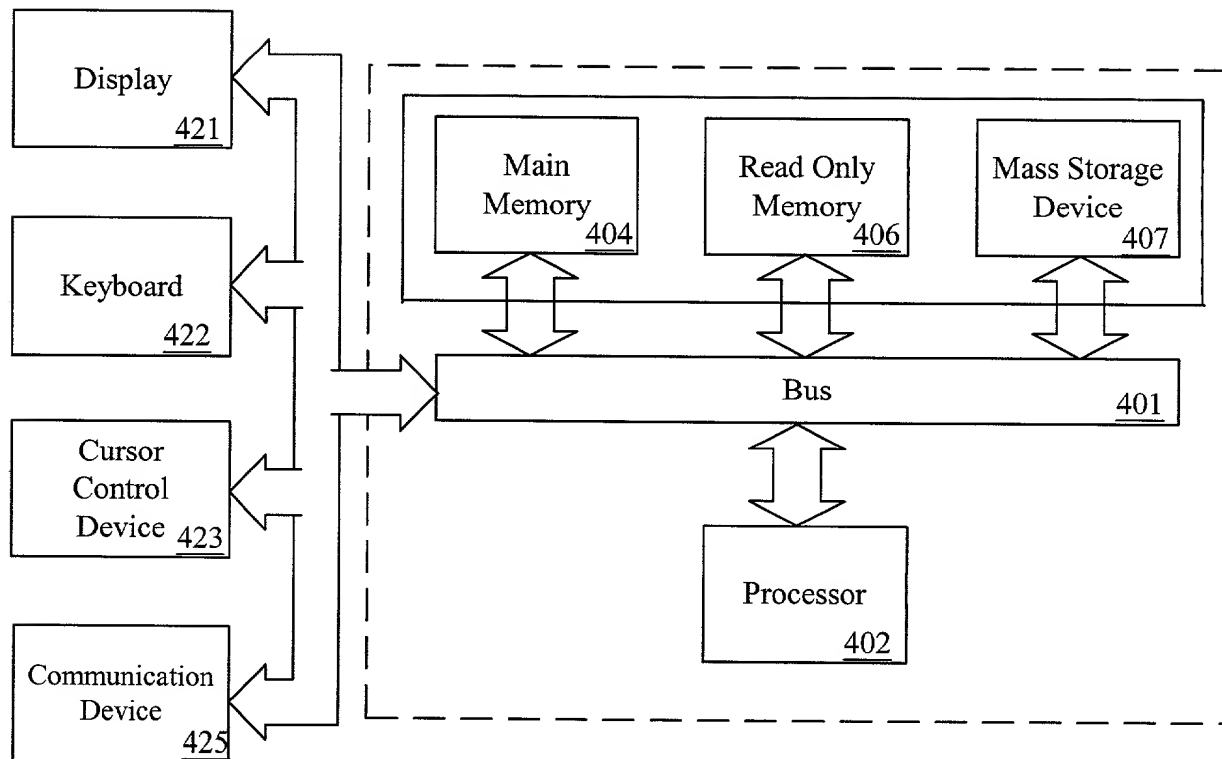 Display
421
Keyboard
422
Cursor
Control
Device
423
Communication
Device
425
Main
Memory
404
Read Only
Memory
406
Mass Storage
Device
407
Bus
401
Processor
402